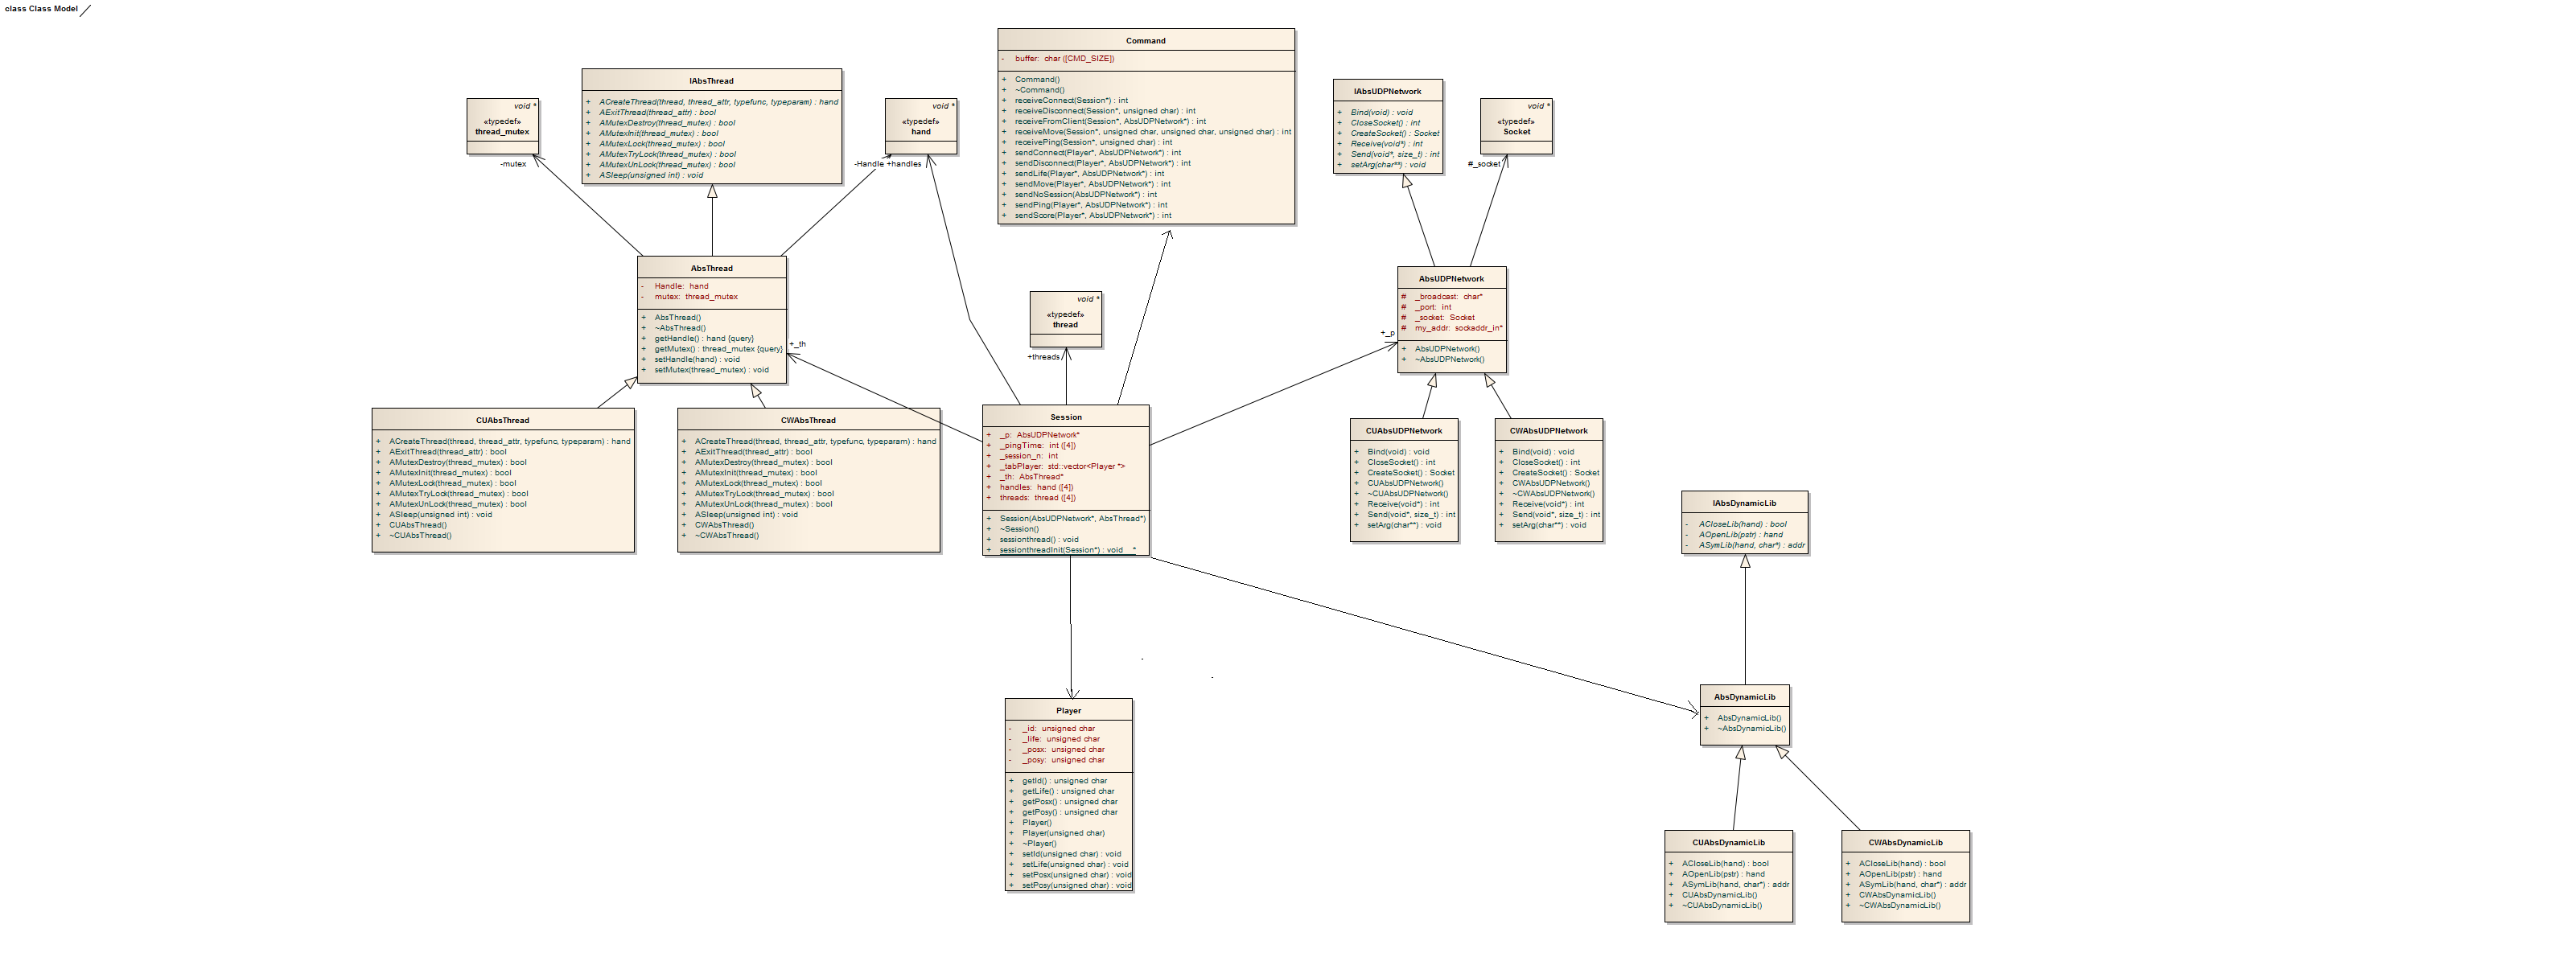 class Class Model
Command
- buffer: char ([CMD_SIZE])
+ Command()
+ ~Command()
+ receiveConnect(Session*) : int
+ receiveDisconnect(Session*, unsigned char) : int
+ receiveFromClient(Session*, AbsUDPNetwork*) : int
+ receiveMove(Session*, unsigned char, unsigned char, unsigned char) : int
+ receivePing(Session*, unsigned char) : int
+ sendConnect(Player*, AbsUDPNetwork*) : int
+ sendDisconnect(Player*, AbsUDPNetwork*) : int
+ sendLife(Player*, AbsUDPNetwork*) : int
+ sendMove(Player*, AbsUDPNetwork*) : int
+ sendNoSession(AbsUDPNetwork*) : int
+ sendPing(Player*, AbsUDPNetwork*) : int
+ sendScore(Player*, AbsUDPNetwork*) : int
IAbsThread
+ ACreateThread(thread, thread_attr, typefunc, typeparam) : hand
+ AExitThread(thread_attr) : bool
+ AMutexDestroy(thread_mutex) : bool
+ AMutexInit(thread_mutex) : bool
+ AMutexLock(thread_mutex) : bool
+ AMutexTryLock(thread_mutex) : bool
+ AMutexUnLock(thread_mutex) : bool
+ ASleep(unsigned int) : void
void *
«typedef»
thread_mutex
-mutex
void *
«typedef»
hand
-Handle +handles
IAbsUDPNetwork
+ Bind(void) : void
+ CloseSocket() : int
+ CreateSocket() : Socket
+ Receive(void*) : int
+ Send(void*, size_t) : int
+ setArg(char**) : void
void *
«typedef»
Socket
#_socket
AbsThread
- Handle: hand
- mutex: thread_mutex
+ AbsThread()
+ ~AbsThread()
+ getHandle() : hand {query}
+ getMutex() : thread_mutex {query}
+ setHandle(hand) : void
+ setMutex(thread_mutex) : void
+_th
void *
«typedef»
thread
+threads
AbsUDPNetwork
# _broadcast: char*
# _port: int
# _socket: Socket
# my_addr: sockaddr_in*
+ AbsUDPNetwork()
+ ~AbsUDPNetwork()
+_p
CUAbsThread
+ ACreateThread(thread, thread_attr, typefunc, typeparam) : hand
+ AExitThread(thread_attr) : bool
+ AMutexDestroy(thread_mutex) : bool
+ AMutexInit(thread_mutex) : bool
+ AMutexLock(thread_mutex) : bool
+ AMutexTryLock(thread_mutex) : bool
+ AMutexUnLock(thread_mutex) : bool
+ ASleep(unsigned int) : void
+ CUAbsThread()
+ ~CUAbsThread()
CWAbsThread
+ ACreateThread(thread, thread_attr, typefunc, typeparam) : hand
+ AExitThread(thread_attr) : bool
+ AMutexDestroy(thread_mutex) : bool
+ AMutexInit(thread_mutex) : bool
+ AMutexLock(thread_mutex) : bool
+ AMutexTryLock(thread_mutex) : bool
+ AMutexUnLock(thread_mutex) : bool
+ ASleep(unsigned int) : void
+ CWAbsThread()
+ ~CWAbsThread()
Session
+ _p: AbsUDPNetwork*
+ _pingTime: int ([4])
+ _session_n: int
+ _tabPlayer: std::vector<Player *>
+ _th: AbsThread*
+ handles: hand ([4])
+ threads: thread ([4])
+ Session(AbsUDPNetwork*, AbsThread*)
+ ~Session()
+ sessionthread() : void
+ sessionthreadInit(Session*) : void *
CUAbsUDPNetwork
+ Bind(void) : void
+ CloseSocket() : int
+ CreateSocket() : Socket
+ CUAbsUDPNetwork()
+ ~CUAbsUDPNetwork()
+ Receive(void*) : int
+ Send(void*, size_t) : int
+ setArg(char**) : void
CWAbsUDPNetwork
+ Bind(void) : void
+ CloseSocket() : int
+ CreateSocket() : Socket
+ CWAbsUDPNetwork()
+ ~CWAbsUDPNetwork()
+ Receive(void*) : int
+ Send(void*, size_t) : int
+ setArg(char**) : void
IAbsDynamicLib
- ACloseLib(hand) : bool
- AOpenLib(pstr) : hand
- ASymLib(hand, char*) : addr
Player
- _id: unsigned char
- _life: unsigned char
- _posx: unsigned char
- _posy: unsigned char
+ getId() : unsigned char
+ getLife() : unsigned char
+ getPosx() : unsigned char
+ getPosy() : unsigned char
+ Player()
+ Player(unsigned char)
+ ~Player()
+ setId(unsigned char) : void
+ setLife(unsigned char) : void
+ setPosx(unsigned char) : void
+ setPosy(unsigned char) : void
AbsDynamicLib
+ AbsDynamicLib()
+ ~AbsDynamicLib()
CUAbsDynamicLib
+ ACloseLib(hand) : bool
+ AOpenLib(pstr) : hand
+ ASymLib(hand, char*) : addr
+ CUAbsDynamicLib()
+ ~CUAbsDynamicLib()
CWAbsDynamicLib
+ ACloseLib(hand) : bool
+ AOpenLib(pstr) : hand
+ ASymLib(hand, char*) : addr
+ CWAbsDynamicLib()
+ ~CWAbsDynamicLib()